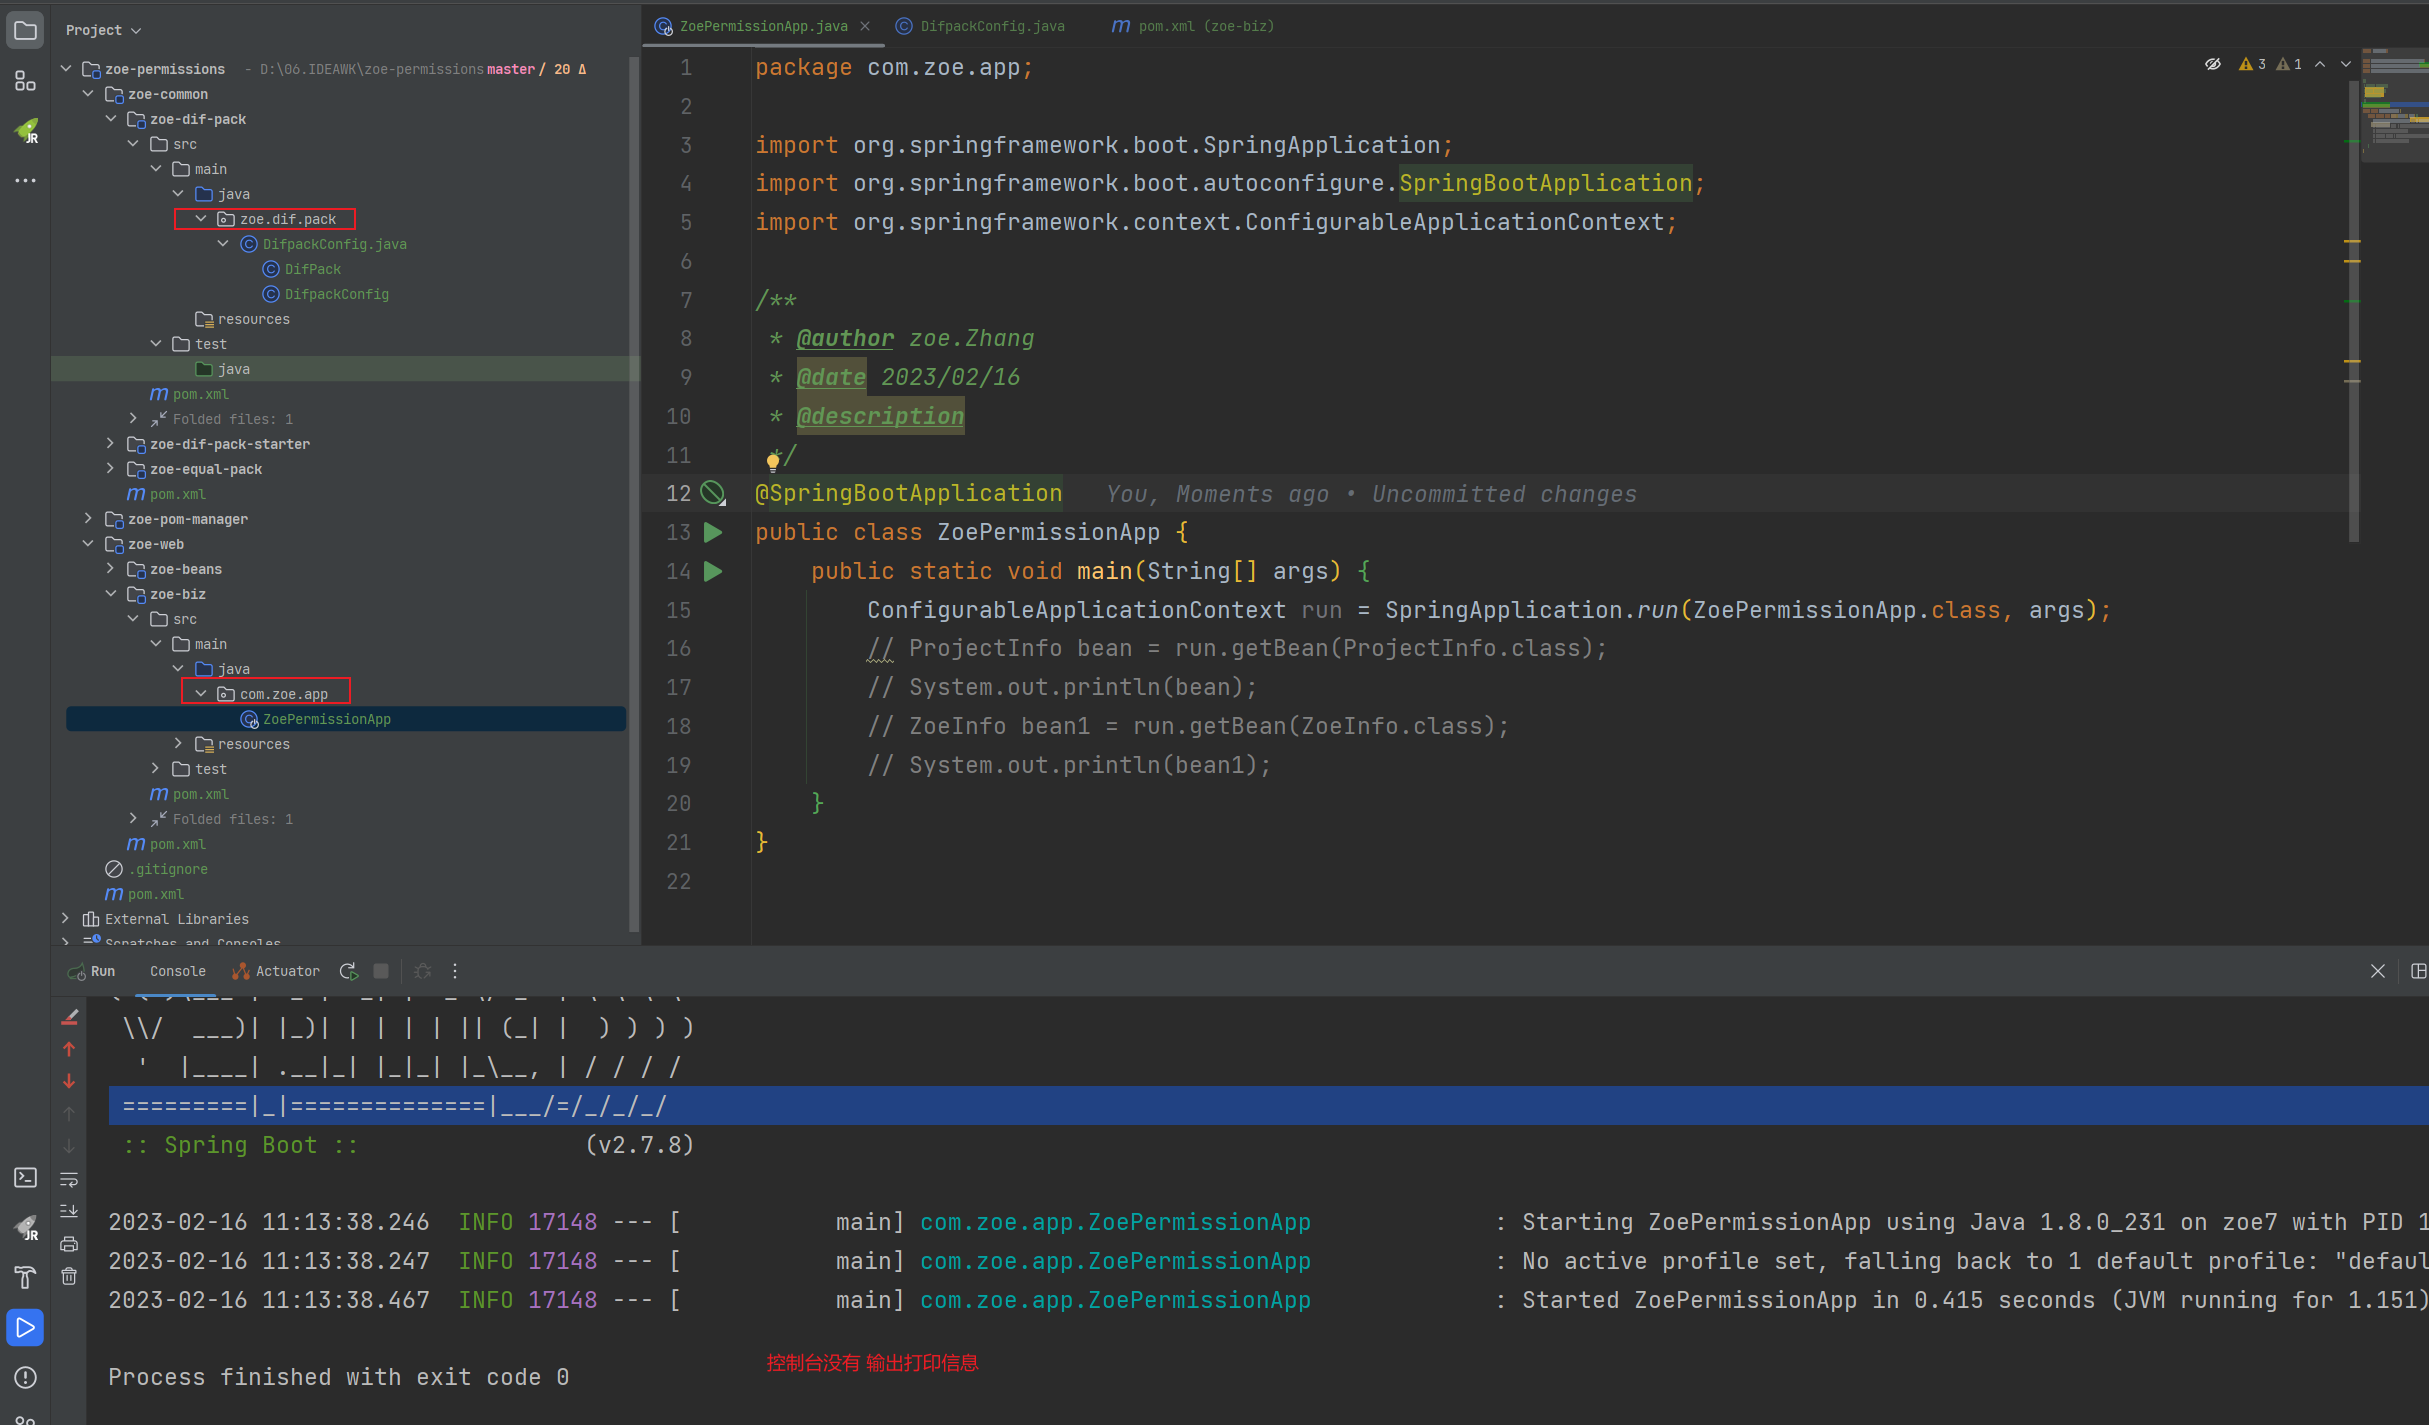 Project
zoe-permissions - D:\06.IDEAWK\zoe-permissions master / 20 Δ
zoe-common
zoe-dif-pack
src
main
java
zoe.dif.pack
DifpackConfig.java
DifPack
DifpackConfig
resources
test
java
pom.xml
Folded files: 1
zoe-dif-pack-starter
zoe-equal-pack
pom.xml
zoe-pom-manager
zoe-web
zoe-beans
zoe-biz
src
main
java
com.zoe.app
ZoePermissionApp
resources
test
pom.xml
Folded files: 1
pom.xml
.gitignore
pom.xml
External Libraries
Scratches and Consoles
ZoePermissionApp.java DifpackConfig.java pom.xml (zoe-biz)
3 1
1 package com.zoe.app;
2
3 import org.springframework.boot.SpringApplication;
4 import org.springframework.boot.autoconfigure.SpringBootApplication;
5 import org.springframework.context.ConfigurableApplicationContext;
6
7 /**
8 * @author zoe.Zhang
9 * @date 2023/02/16
10 * @description
11 */
12 @SpringBootApplication You, Moments ago • Uncommitted changes
13 public class ZoePermissionApp {
14 public static void main(String[] args) {
15 ConfigurableApplicationContext run = SpringApplication.run(ZoePermissionApp.class, args);
16 // ProjectInfo bean = run.getBean(ProjectInfo.class);
17 // System.out.println(bean);
18 // ZoeInfo bean1 = run.getBean(ZoeInfo.class);
19 // System.out.println(bean1);
20 }
21 }
22
Run Console Actuator
\\/  ___)| |_)| | | | | || (_| |  ) ) ) )
'  |____| .__|_| |_|_| |_\__, | / / / /
=========|_|==============|___/=/_/_/_/
:: Spring Boot :: (v2.7.8)
2023-02-16 11:13:38.246 INFO 17148 --- [ main] com.zoe.app.ZoePermissionApp : Starting ZoePermissionApp using Java 1.8.0_231 on zoe7 with PID 1
2023-02-16 11:13:38.247 INFO 17148 --- [ main] com.zoe.app.ZoePermissionApp : No active profile set, falling back to 1 default profile: "defaul
2023-02-16 11:13:38.467 INFO 17148 --- [ main] com.zoe.app.ZoePermissionApp : Started ZoePermissionApp in 0.415 seconds (JVM running for 1.151)
控制台没有 输出打印信息
Process finished with exit code 0
JR
JR